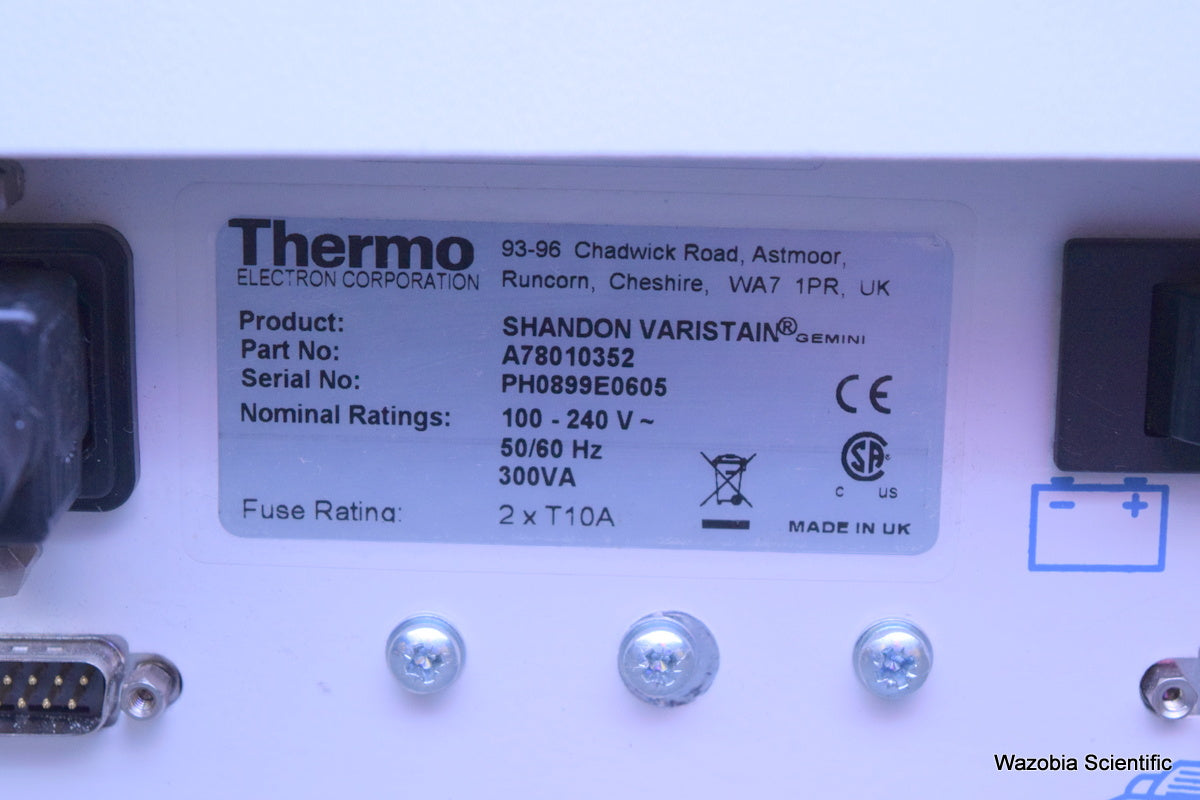 Thermo
ELECTRON CORPORATION
93-96 Chadwick Road, Astmoor,
Runcorn, Cheshire, WA7 1PR, UK
Product: SHANDON VARISTAIN® GEMINI
Part No: A78010352
Serial No: PH0899E0605
Nominal Ratings: 100 - 240 V ~
50/60 Hz
300VA
Fuse Rating: 2 x T10A
CE
CSA®
C US
MADE IN UK
- +
Wazobia Scientific